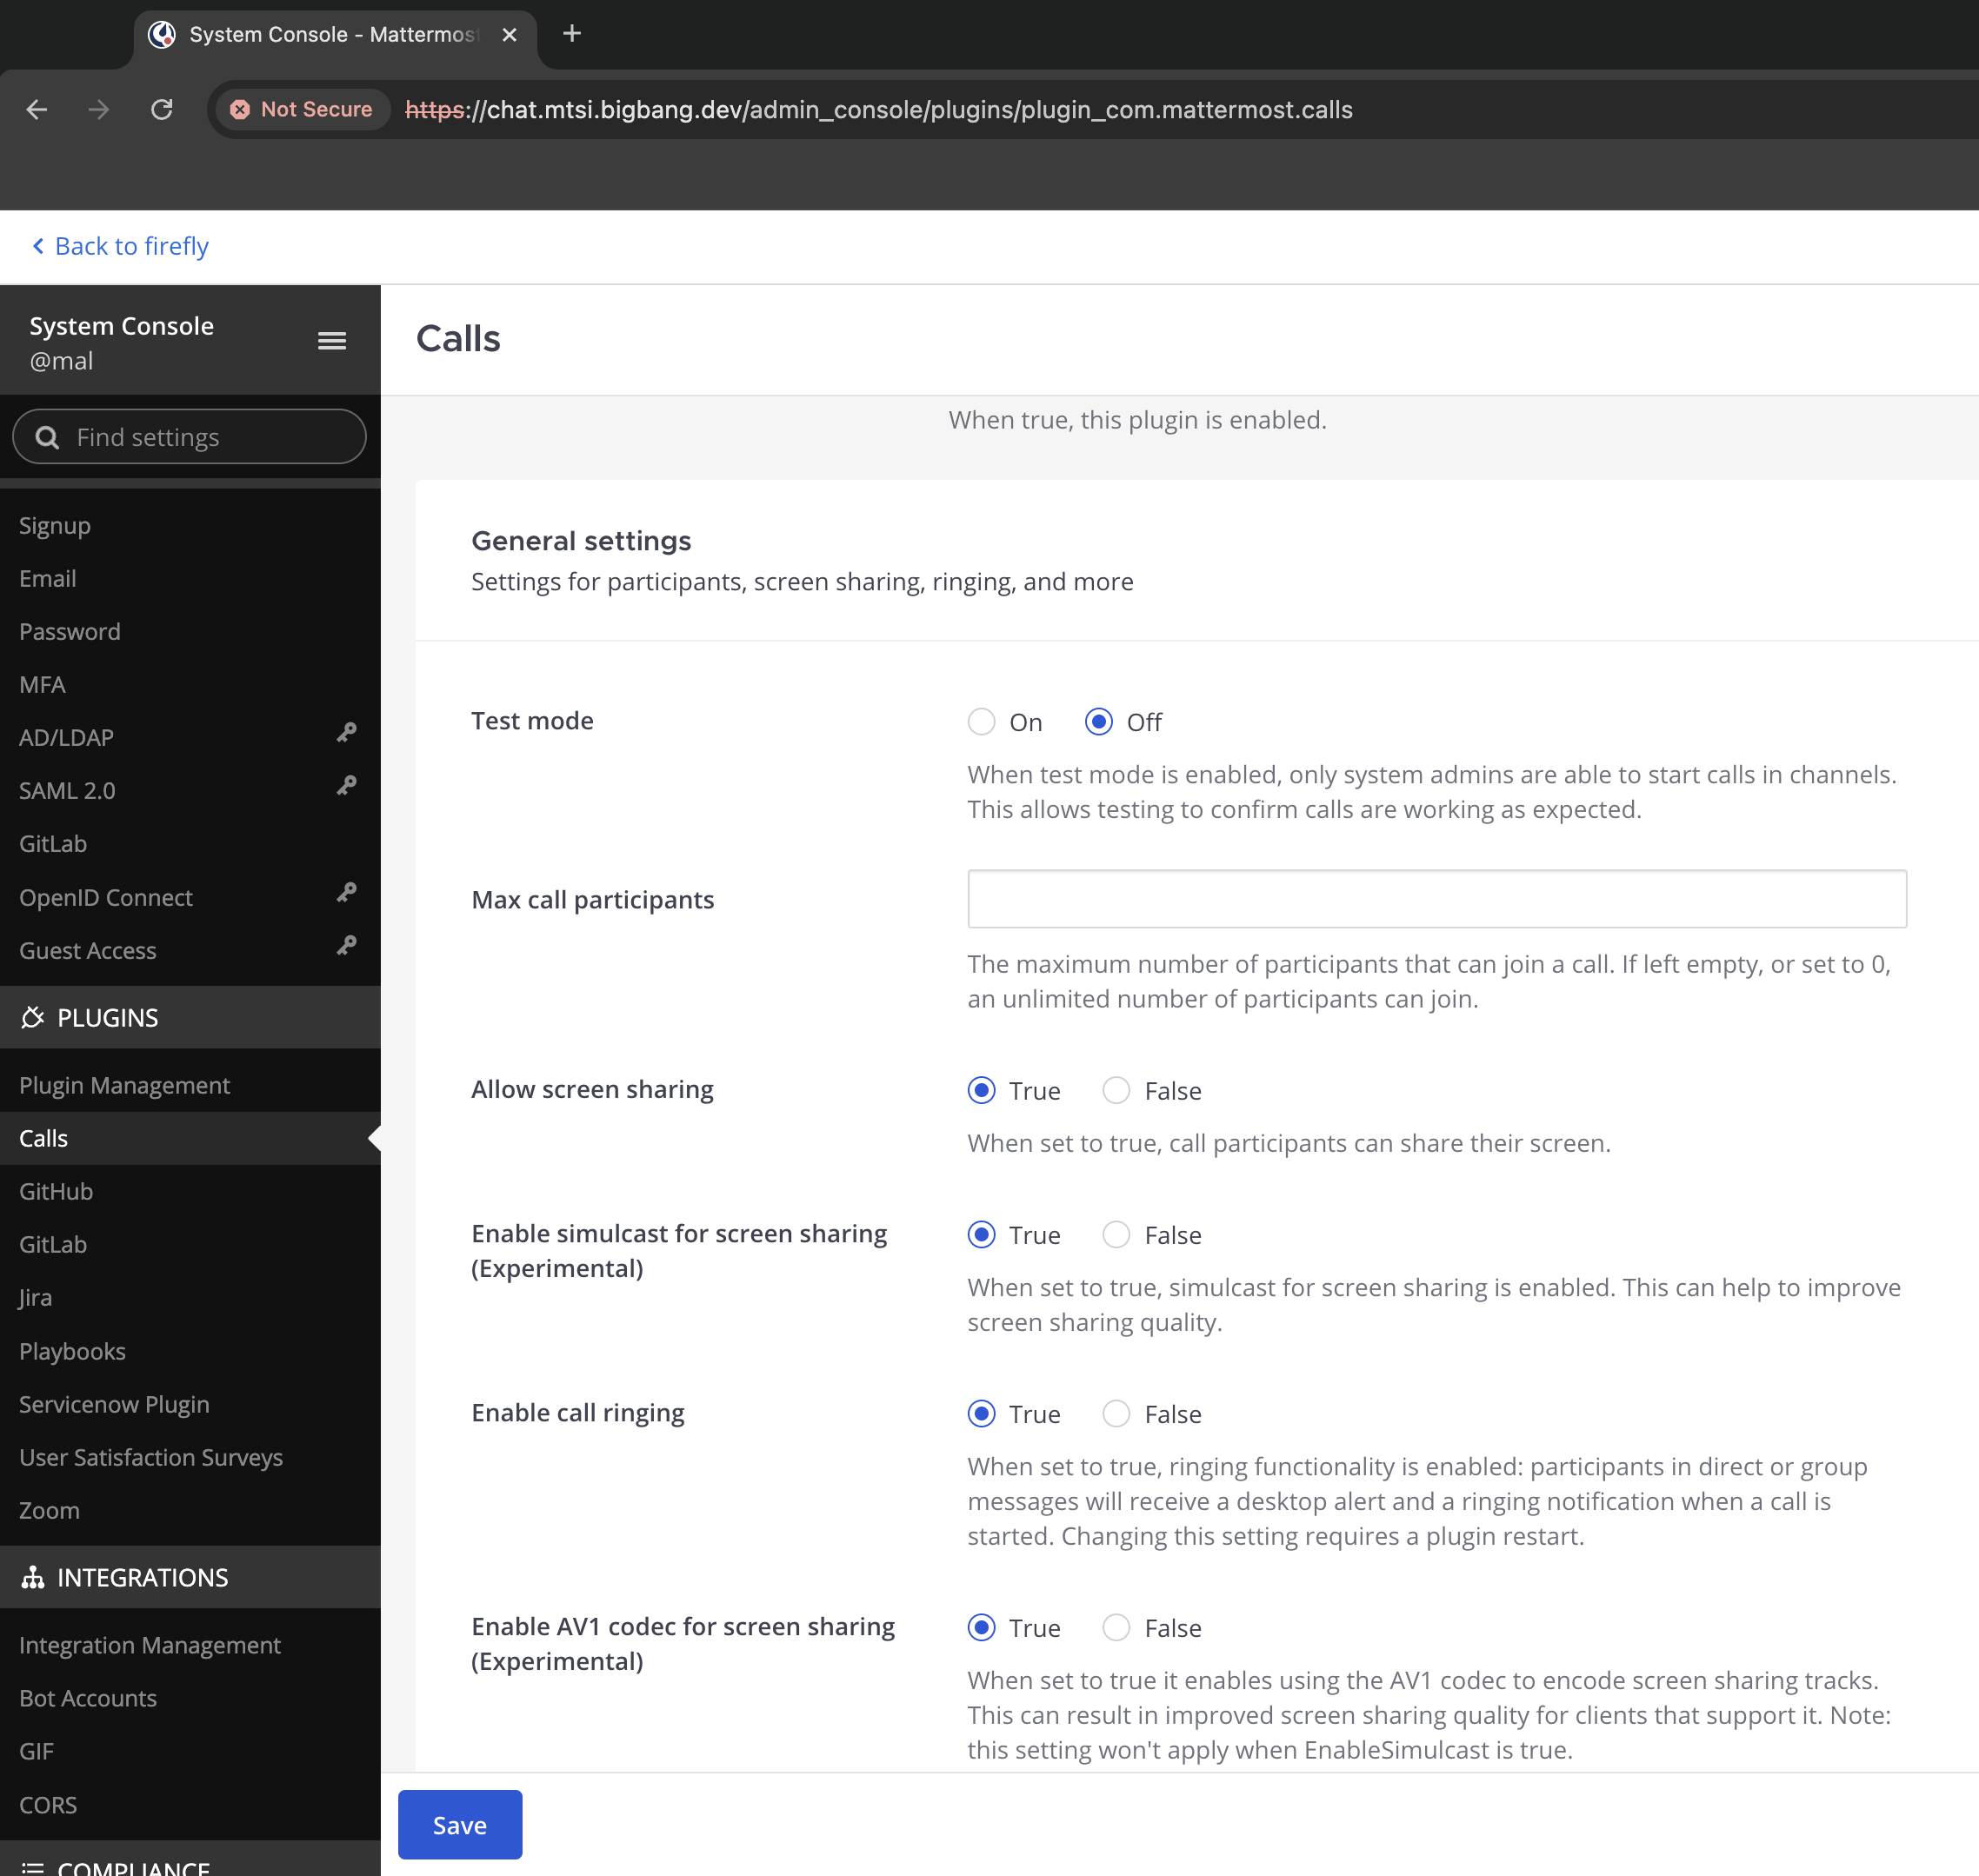 System Console - Mattermost
Not Secure https://chat.mtsi.bigbang.dev/admin_console/plugins/plugin_com.mattermost.calls
Back to firefly
System Console
@mal
Find settings
Signup
Email
Password
MFA
AD/LDAP
SAML 2.0
GitLab
OpenID Connect
Guest Access
PLUGINS
Plugin Management
Calls
GitHub
GitLab
Jira
Playbooks
Servicenow Plugin
User Satisfaction Surveys
Zoom
INTEGRATIONS
Integration Management
Bot Accounts
GIF
CORS
COMPLIANCE
Calls
When true, this plugin is enabled.
General settings
Settings for participants, screen sharing, ringing, and more
Test mode
On Off
When test mode is enabled, only system admins are able to start calls in channels.
This allows testing to confirm calls are working as expected.
Max call participants
The maximum number of participants that can join a call. If left empty, or set to 0,
an unlimited number of participants can join.
Allow screen sharing
True False
When set to true, call participants can share their screen.
Enable simulcast for screen sharing
(Experimental)
True False
When set to true, simulcast for screen sharing is enabled. This can help to improve
screen sharing quality.
Enable call ringing
True False
When set to true, ringing functionality is enabled: participants in direct or group
messages will receive a desktop alert and a ringing notification when a call is
started. Changing this setting requires a plugin restart.
Enable AV1 codec for screen sharing
(Experimental)
True False
When set to true it enables using the AV1 codec to encode screen sharing tracks.
This can result in improved screen sharing quality for clients that support it. Note:
this setting won't apply when EnableSimulcast is true.
Save